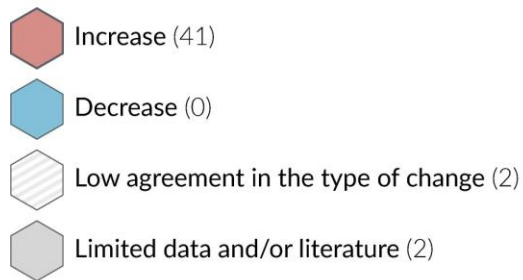 Increase (41)
Decrease (0)
Low agreement in the type of change (2)
Limited data and/or literature (2)